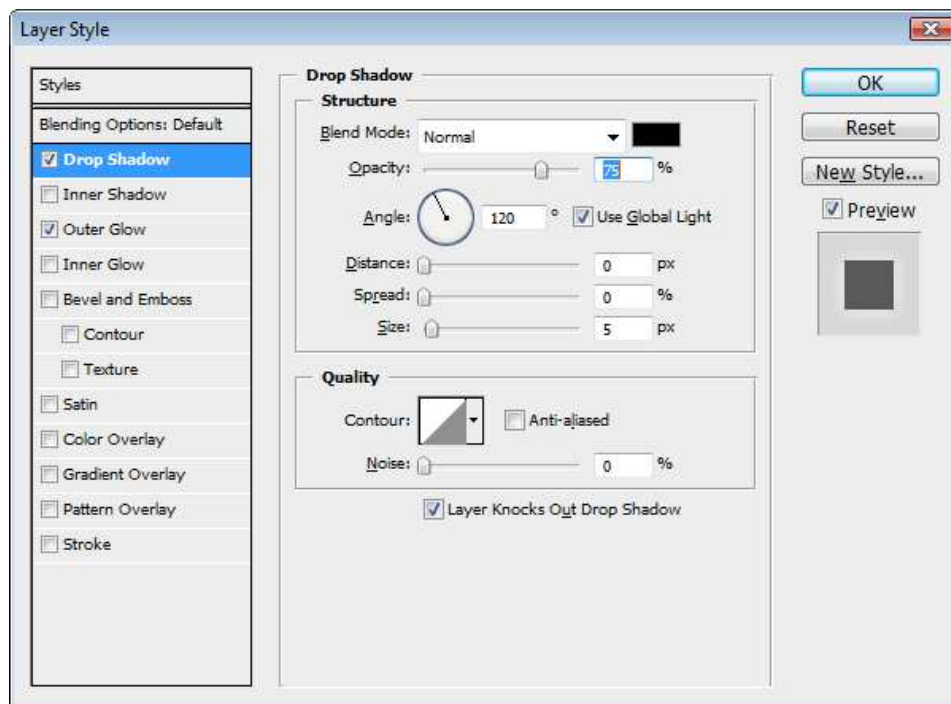 Layer Style
Styles
Blending Options: Default
Drop Shadow
Inner Shadow
Outer Glow
Inner Glow
Bevel and Emboss
Contour
Texture
Satin
Color Overlay
Gradient Overlay
Pattern Overlay
Stroke
Drop Shadow
Structure
Blend Mode: Normal
Opacity: 75 %
Angle: 120 ° Use Global Light
Distance: 0 px
Spread: 0 %
Size: 5 px
Quality
Contour: Anti-aliased
Noise: 0 %
Layer Knocks Out Drop Shadow
OK
Reset
New Style...
Preview